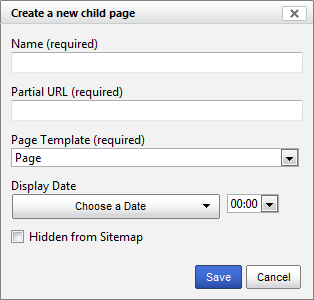 Create a new child page
Name (required)
Partial URL (required)
Page Template (required)
Page
Display Date
Choose a Date 00:00
Hidden from Sitemap
Save Cancel